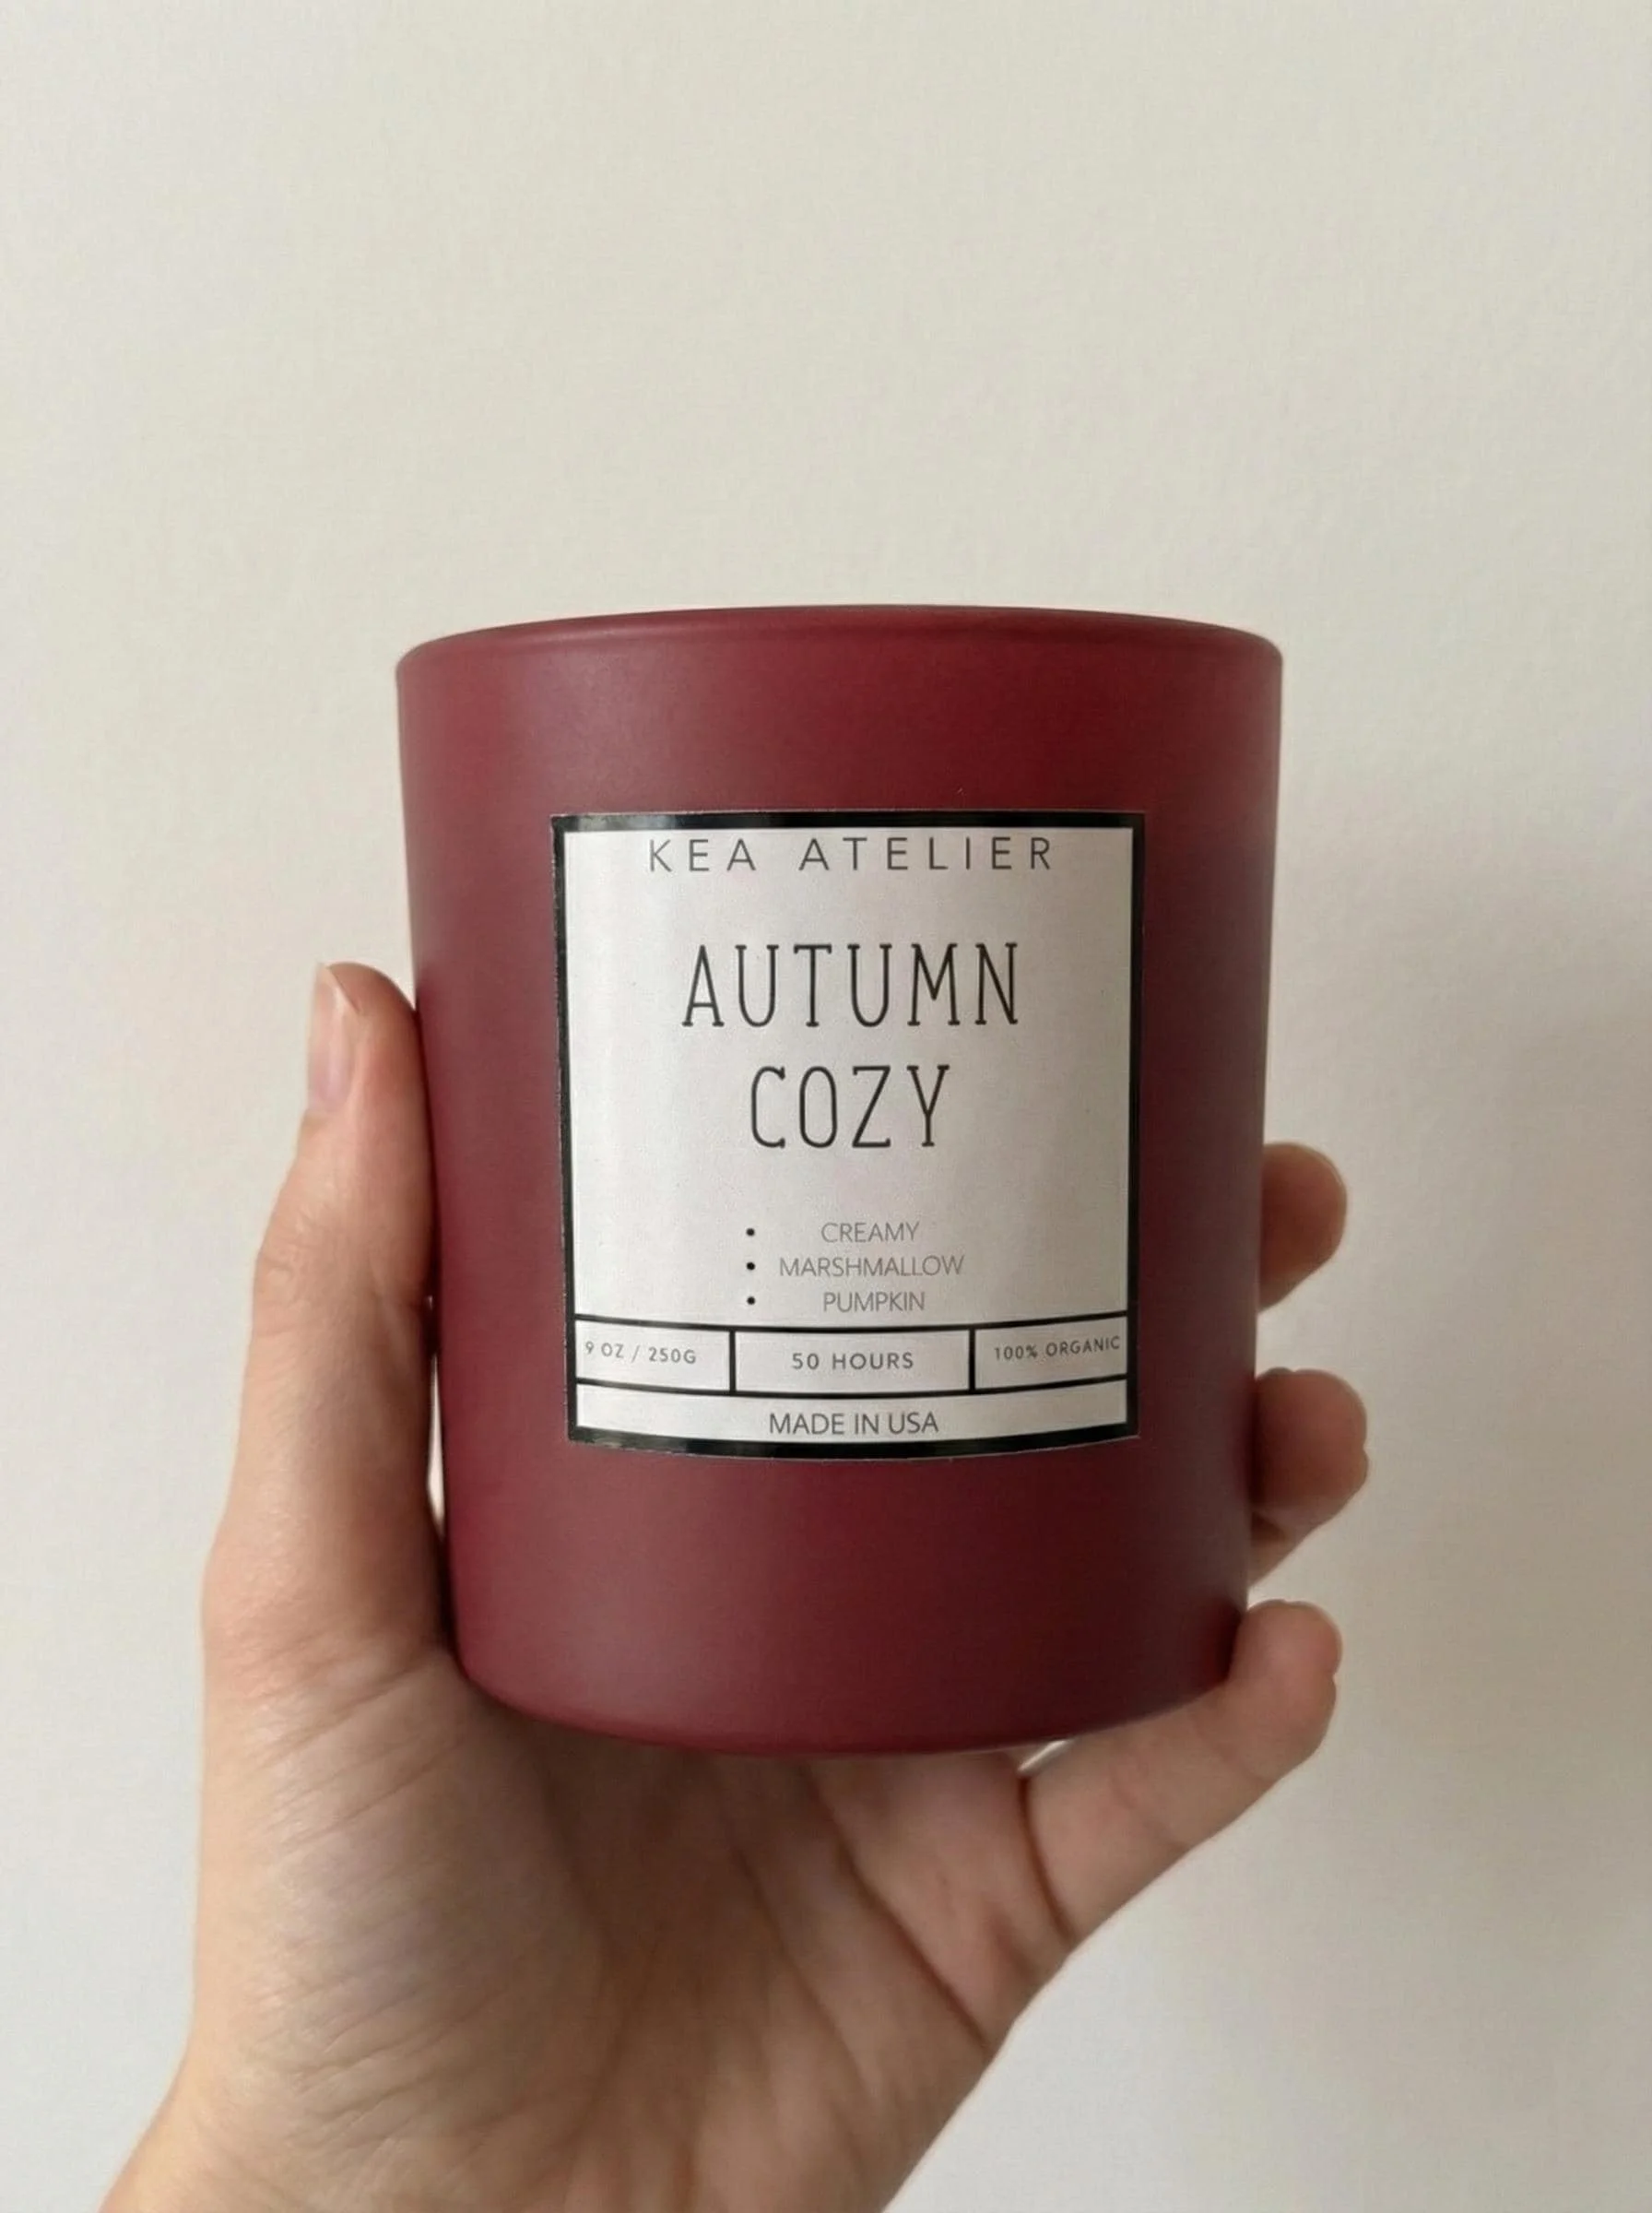 KEA ATELIER
AUTUMN
COZY
• CREAMY
• MARSHMALLOW
• PUMPKIN
9 OZ / 250G
50 HOURS
100% ORGANIC
MADE IN USA